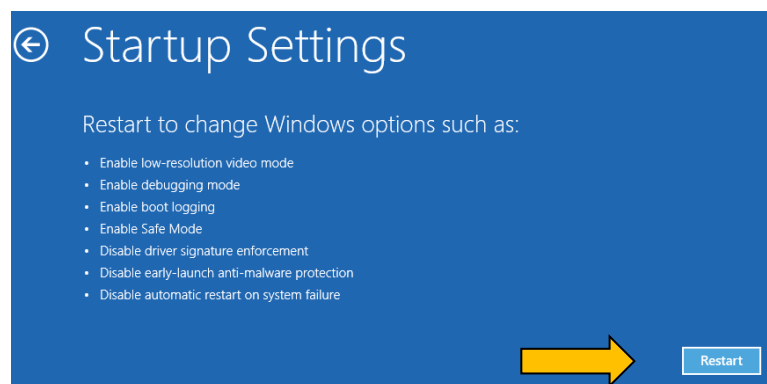 Startup Settings
Restart to change Windows options such as:
• Enable low-resolution video mode
• Enable debugging mode
• Enable boot logging
• Enable Safe Mode
• Disable driver signature enforcement
• Disable early-launch anti-malware protection
• Disable automatic restart on system failure
Restart